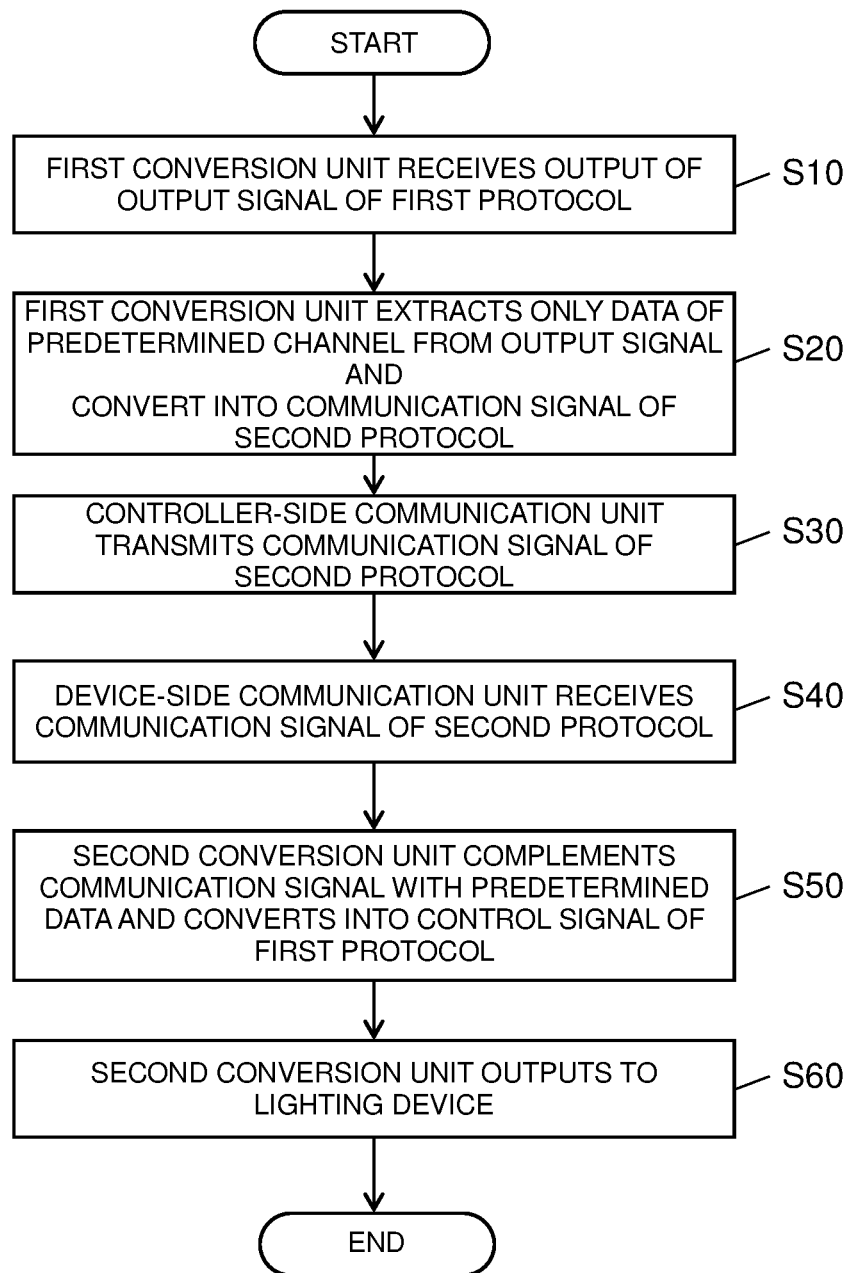 START
FIRST CONVERSION UNIT RECEIVES OUTPUT OF
OUTPUT SIGNAL OF FIRST PROTOCOL
S10
FIRST CONVERSION UNIT EXTRACTS ONLY DATA OF
PREDETERMINED CHANNEL FROM OUTPUT SIGNAL
AND
CONVERT INTO COMMUNICATION SIGNAL OF
SECOND PROTOCOL
S20
CONTROLLER-SIDE COMMUNICATION UNIT
TRANSMITS COMMUNICATION SIGNAL OF
SECOND PROTOCOL
S30
DEVICE-SIDE COMMUNICATION UNIT RECEIVES
COMMUNICATION SIGNAL OF SECOND PROTOCOL
S40
SECOND CONVERSION UNIT COMPLEMENTS
COMMUNICATION SIGNAL WITH PREDETERMINED
DATA AND CONVERTS INTO CONTROL SIGNAL OF
FIRST PROTOCOL
S50
SECOND CONVERSION UNIT OUTPUTS TO
LIGHTING DEVICE
S60
END